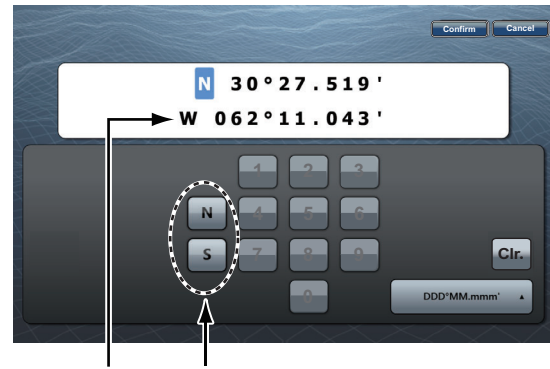 Confirm Cancel
N 30°27.519'
W 062°11.043'
1 2 3
N 4 5 6
S 7 8 9 Clr.
0 DDD°MM.mmm' ▲